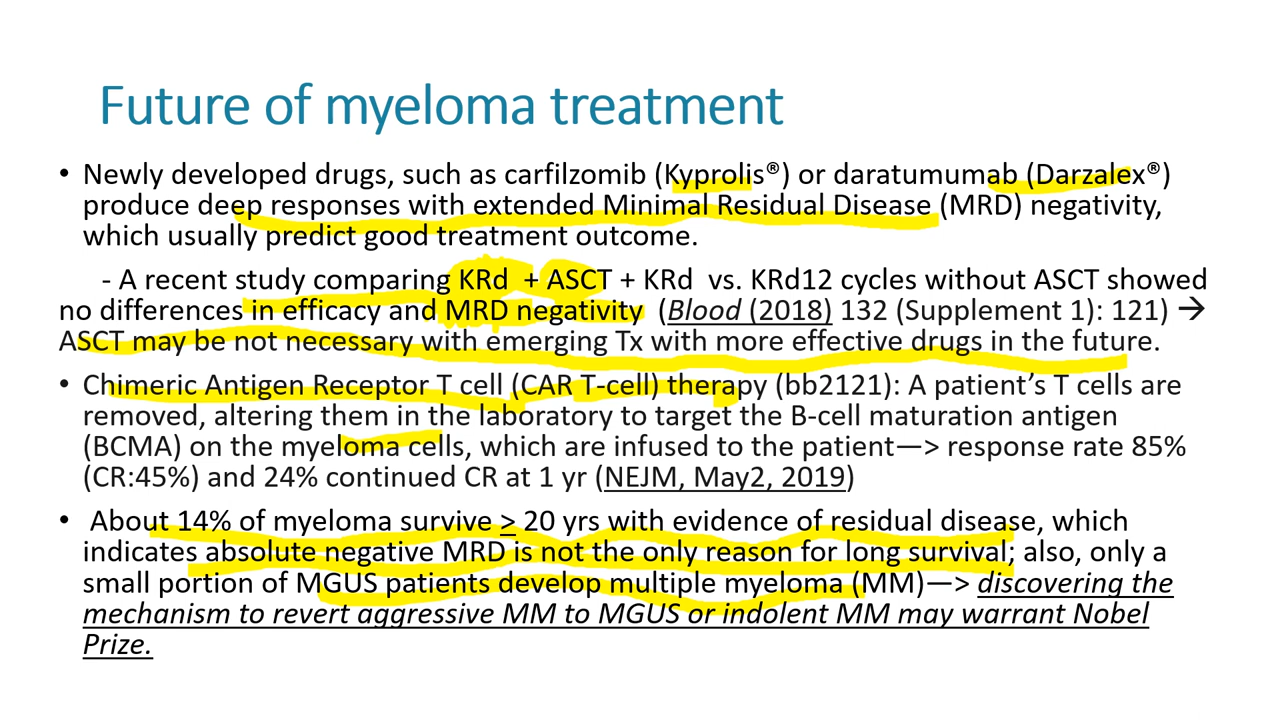 Future of myeloma treatment
• Newly developed drugs, such as carfilzomib (Kyprolis®) or daratumumab (Darzalex®)
produce deep responses with extended Minimal Residual Disease (MRD) negativity,
which usually predict good treatment outcome.
- A recent study comparing KRd + ASCT + KRd vs. KRd12 cycles without ASCT showed
no differences in efficacy and MRD negativity (Blood (2018) 132 (Supplement 1): 121) →
ASCT may be not necessary with emerging Tx with more effective drugs in the future.
• Chimeric Antigen Receptor T cell (CAR T-cell) therapy (bb2121): A patient’s T cells are
removed, altering them in the laboratory to target the B-cell maturation antigen
(BCMA) on the myeloma cells, which are infused to the patient—> response rate 85%
(CR:45%) and 24% continued CR at 1 yr (NEJM, May2, 2019)
• About 14% of myeloma survive > 20 yrs with evidence of residual disease, which
indicates absolute negative MRD is not the only reason for long survival; also, only a
small portion of MGUS patients develop multiple myeloma (MM)—> discovering the
mechanism to revert aggressive MM to MGUS or indolent MM may warrant Nobel
Prize.